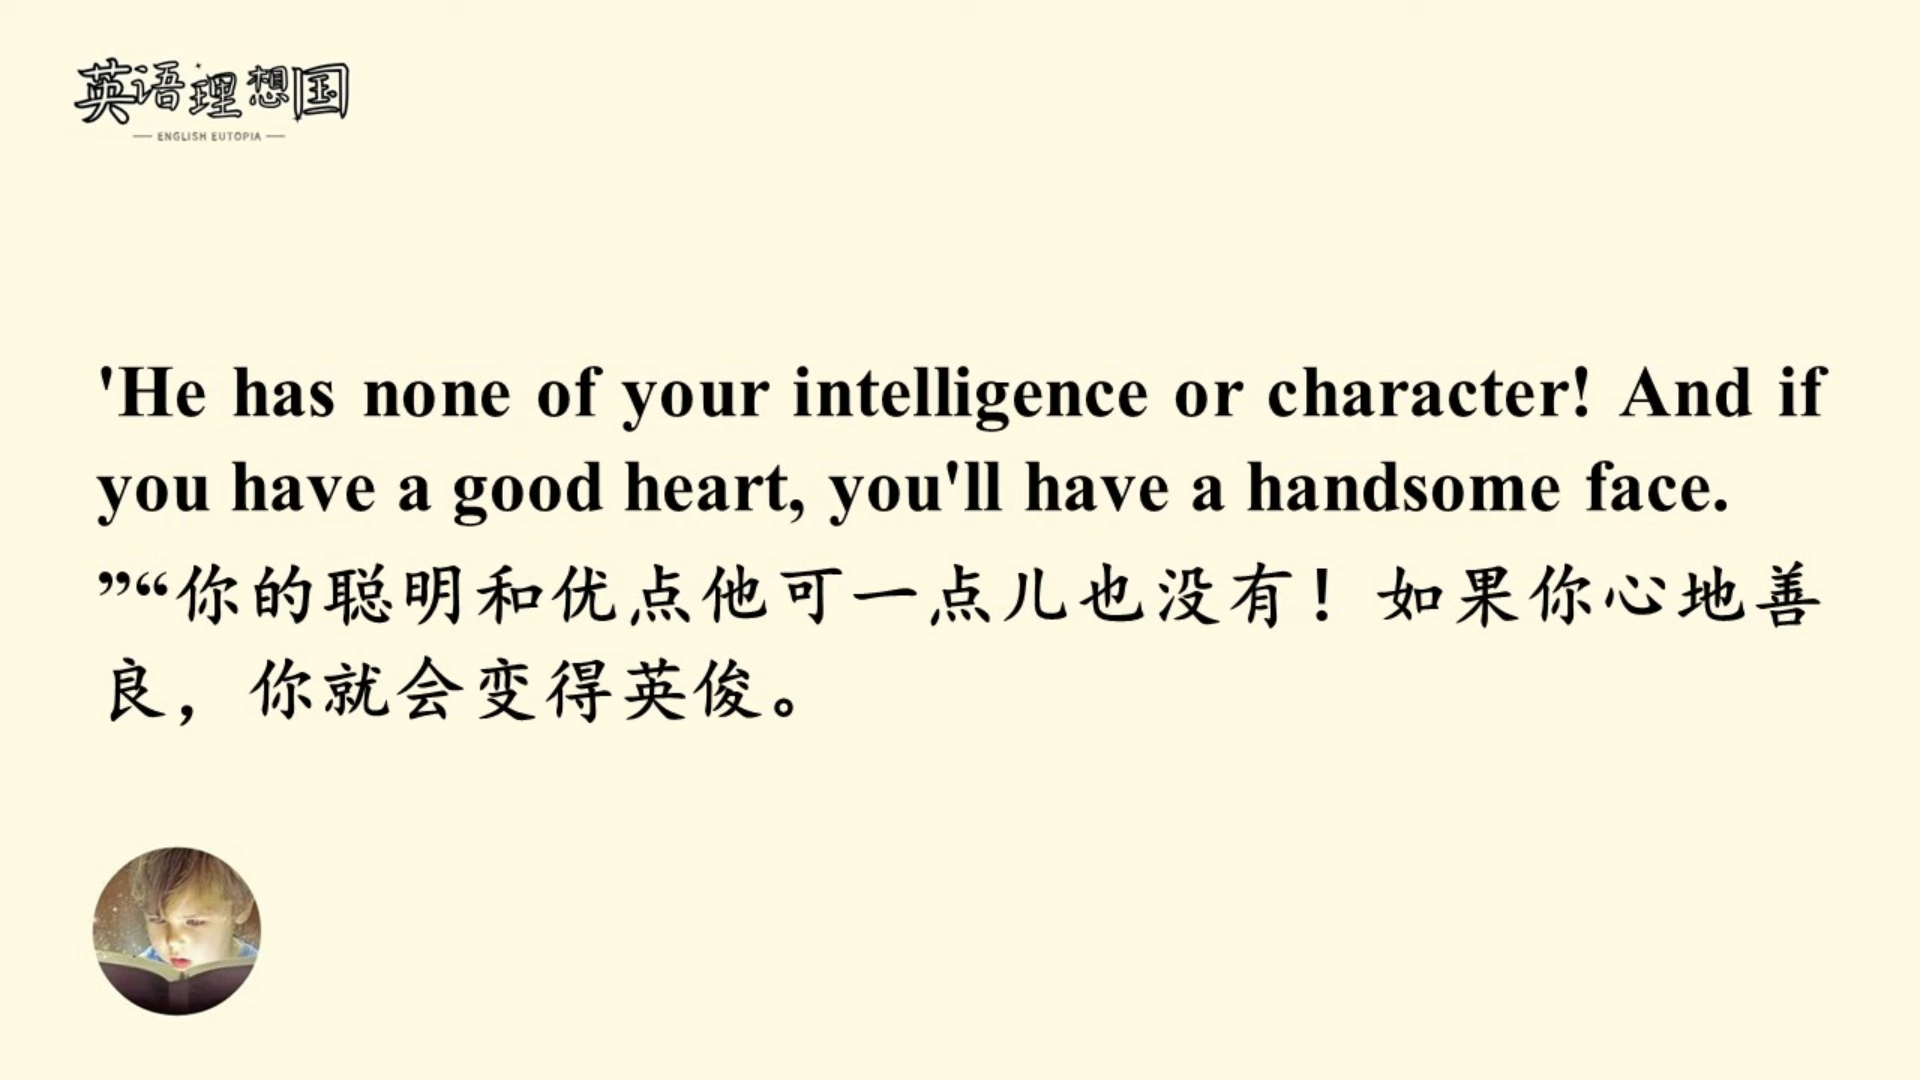 英语理想国
— ENGLISH EUTOPIA —
'He has none of your intelligence or character! And if
you have a good heart, you'll have a handsome face.
”“你的聪明和优点他可一点儿也没有！如果你心地善
良，你就会变得英俊。